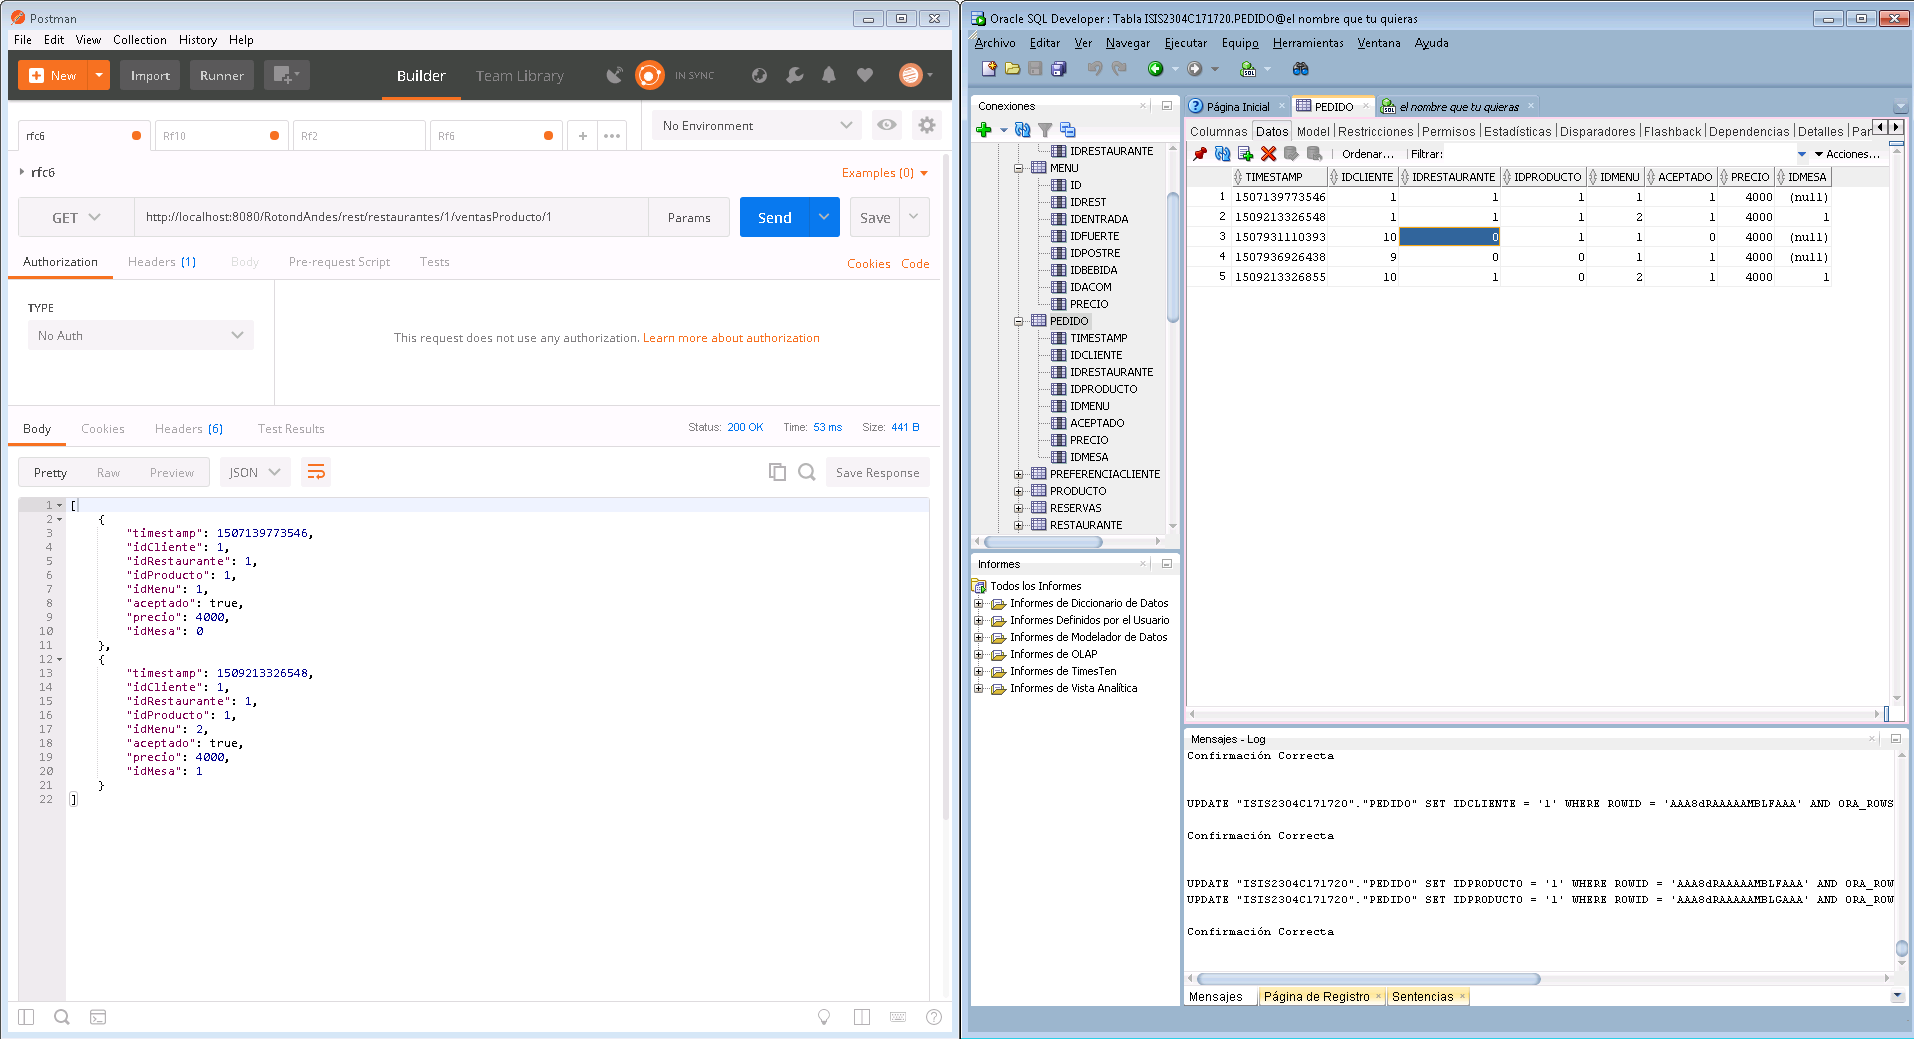 Postman
File Edit View Collection History Help
New Import Runner Builder Team Library IN SYNC
rfc6 Rf10 Rf2 Rf6 + ••• No Environment
rfc6 Examples (0)
GET http://localhost:8080/RotondAndes/rest/restaurantes/1/ventasProducto/1 Params Send Save
Authorization Headers (1) Body Pre-request Script Tests Cookies Code
TYPE
No Auth
This request does not use any authorization. Learn more about authorization
Body Cookies Headers (6) Test Results Status: 200 OK Time: 53 ms Size: 441 B
Pretty Raw Preview JSON Save Response
1 [
2 {
3 "timestamp": 1507139773546,
4 "idCliente": 1,
5 "idRestaurante": 1,
6 "idProducto": 1,
7 "idMenu": 1,
8 "aceptado": true,
9 "precio": 4000,
10 "idMesa": 0
11 },
12 {
13 "timestamp": 1509213326548,
14 "idCliente": 1,
15 "idRestaurante": 1,
16 "idProducto": 1,
17 "idMenu": 2,
18 "aceptado": true,
19 "precio": 4000,
20 "idMesa": 1
21 }
22 ]
Oracle SQL Developer : Tabla ISIS2304C171720.PEDIDO@el nombre que tu quieras
Archivo Editar Ver Navegar Ejecutar Equipo Herramientas Ventana Ayuda
Conexiones
IDRESTAURANTE
MENU
ID
IDREST
IDENTRADA
IDFUERTE
IDPOSTRE
IDBEBIDA
IDACOM
PRECIO
PEDIDO
TIMESTAMP
IDCLIENTE
IDRESTAURANTE
IDPRODUCTO
IDMENU
ACEPTADO
PRECIO
IDMESA
PREFERENCIACLIENTE
PRODUCTO
RESERVAS
RESTAURANTE
Informes
Todos los Informes
Informes de Diccionario de Datos
Informes Definidos por el Usuario
Informes de Modelador de Datos
Informes de OLAP
Informes de TimesTen
Informes de Vista Analítica
Página Inicial PEDIDO el nombre que tu quieras
Columnas Datos Model Restricciones Permisos Estadísticas Disparadores Flashback Dependencias Detalles Par
Ordenar... Filtrar: Acciones...
TIMESTAMP IDCLIENTE IDRESTAURANTE IDPRODUCTO IDMENU ACEPTADO PRECIO IDMESA
1 1507139773546 1 1 1 1 1 4000 (null)
2 1509213326548 1 1 1 2 1 4000 1
3 1507931110393 10 0 1 1 0 4000 (null)
4 1507936926438 9 0 0 1 1 4000 (null)
5 1509213326855 10 1 0 2 1 4000 1
Mensajes - Log
Confirmación Correcta
UPDATE "ISIS2304C171720"."PEDIDO" SET IDCLIENTE = '1' WHERE ROWID = 'AAA8dRAAAAAMBLFAAA' AND ORA_ROWS
Confirmación Correcta
UPDATE "ISIS2304C171720"."PEDIDO" SET IDPRODUCTO = '1' WHERE ROWID = 'AAA8dRAAAAAMBLFAAA' AND ORA_ROW
UPDATE "ISIS2304C171720"."PEDIDO" SET IDPRODUCTO = '1' WHERE ROWID = 'AAA8dRAAAAAMBLGAAA' AND ORA_ROW
Confirmación Correcta
Mensajes Página de Registro Sentencias